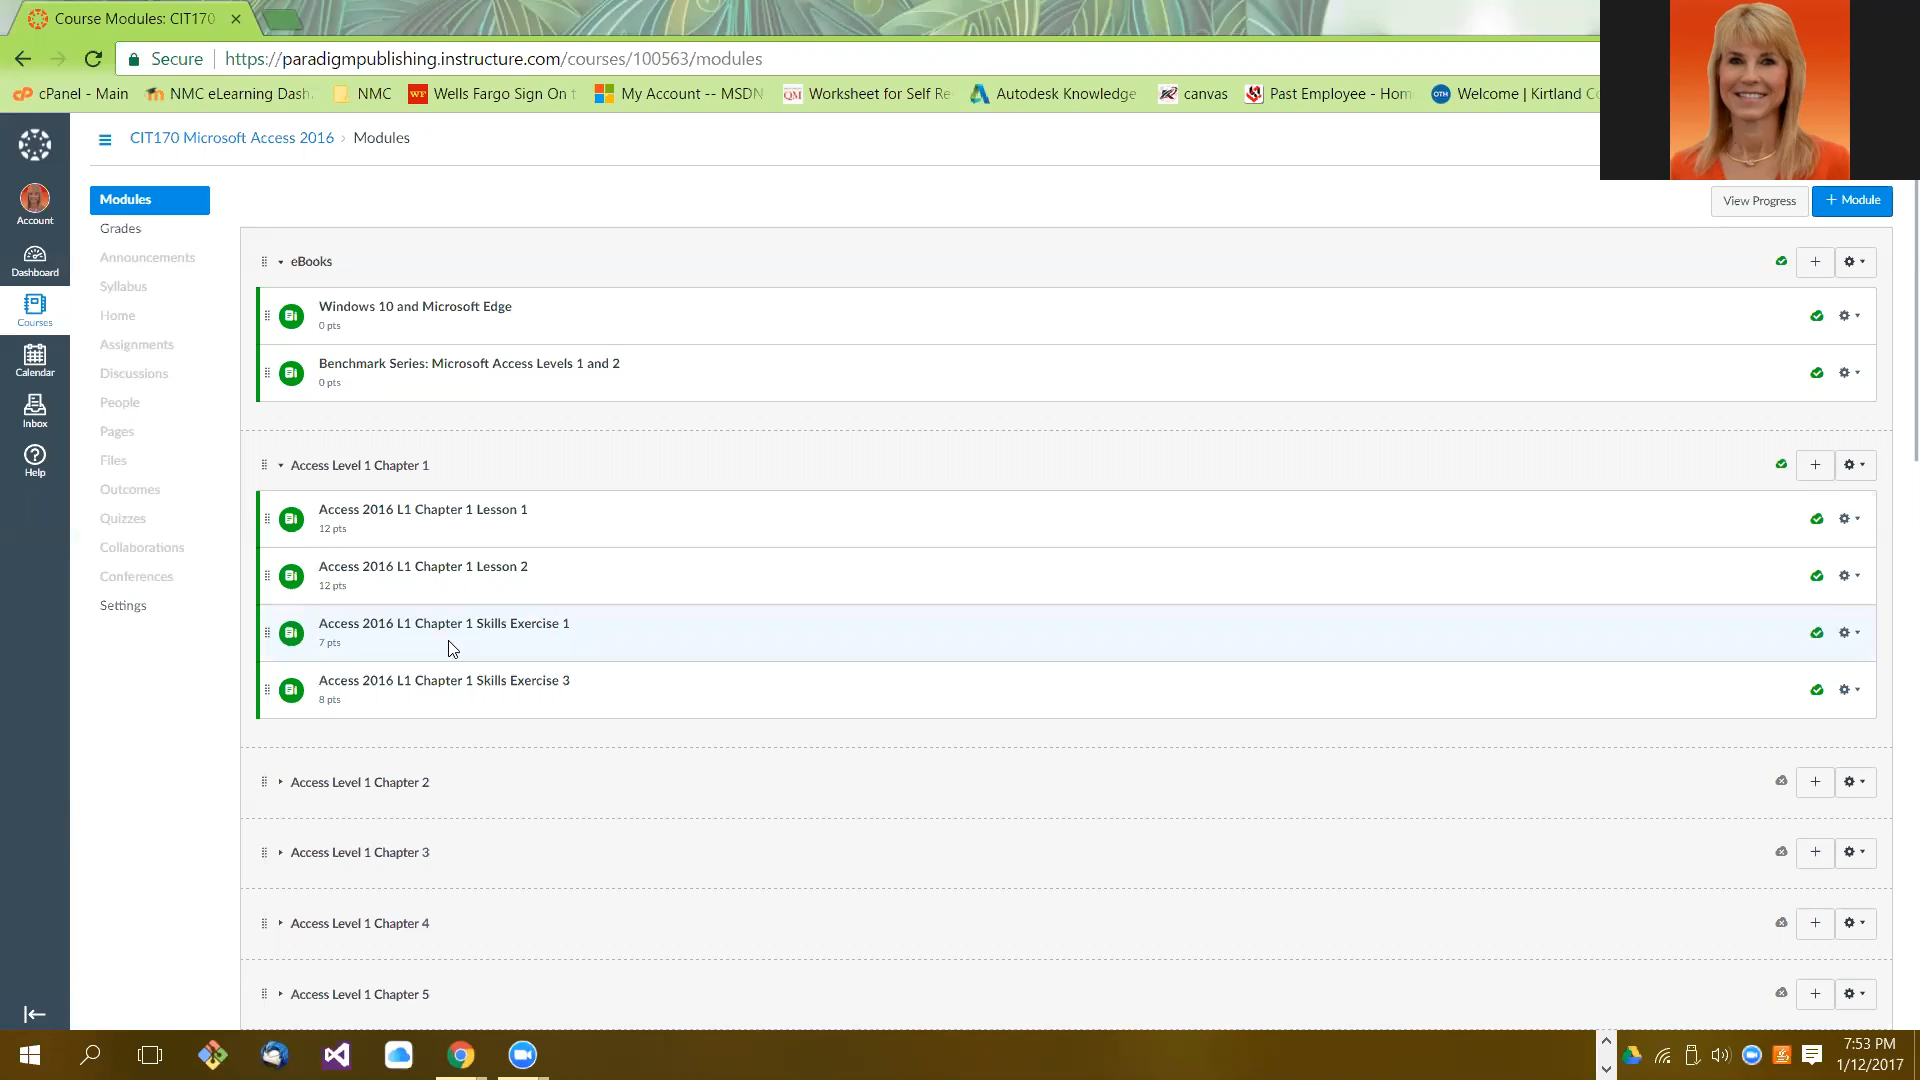 Course Modules: CIT170
Secure
https://paradigmpublishing.instructure.com/courses/100563/modules
cPanel - Main
NMC eLearning Dash
NMC
Wells Fargo Sign On t
My Account -- MSDN
Worksheet for Self Re
Autodesk Knowledge
canvas
Past Employee - Hom
Welcome | Kirtland Co
CIT170 Microsoft Access 2016 › Modules
Account
Dashboard
Courses
Calendar
Inbox
Help
Modules
Grades
Announcements
Syllabus
Home
Assignments
Discussions
People
Pages
Files
Outcomes
Quizzes
Collaborations
Conferences
Settings
View Progress
+ Module
eBooks
Windows 10 and Microsoft Edge
0 pts
Benchmark Series: Microsoft Access Levels 1 and 2
0 pts
Access Level 1 Chapter 1
Access 2016 L1 Chapter 1 Lesson 1
12 pts
Access 2016 L1 Chapter 1 Lesson 2
12 pts
Access 2016 L1 Chapter 1 Skills Exercise 1
7 pts
Access 2016 L1 Chapter 1 Skills Exercise 3
8 pts
Access Level 1 Chapter 2
Access Level 1 Chapter 3
Access Level 1 Chapter 4
Access Level 1 Chapter 5
7:53 PM
1/12/2017